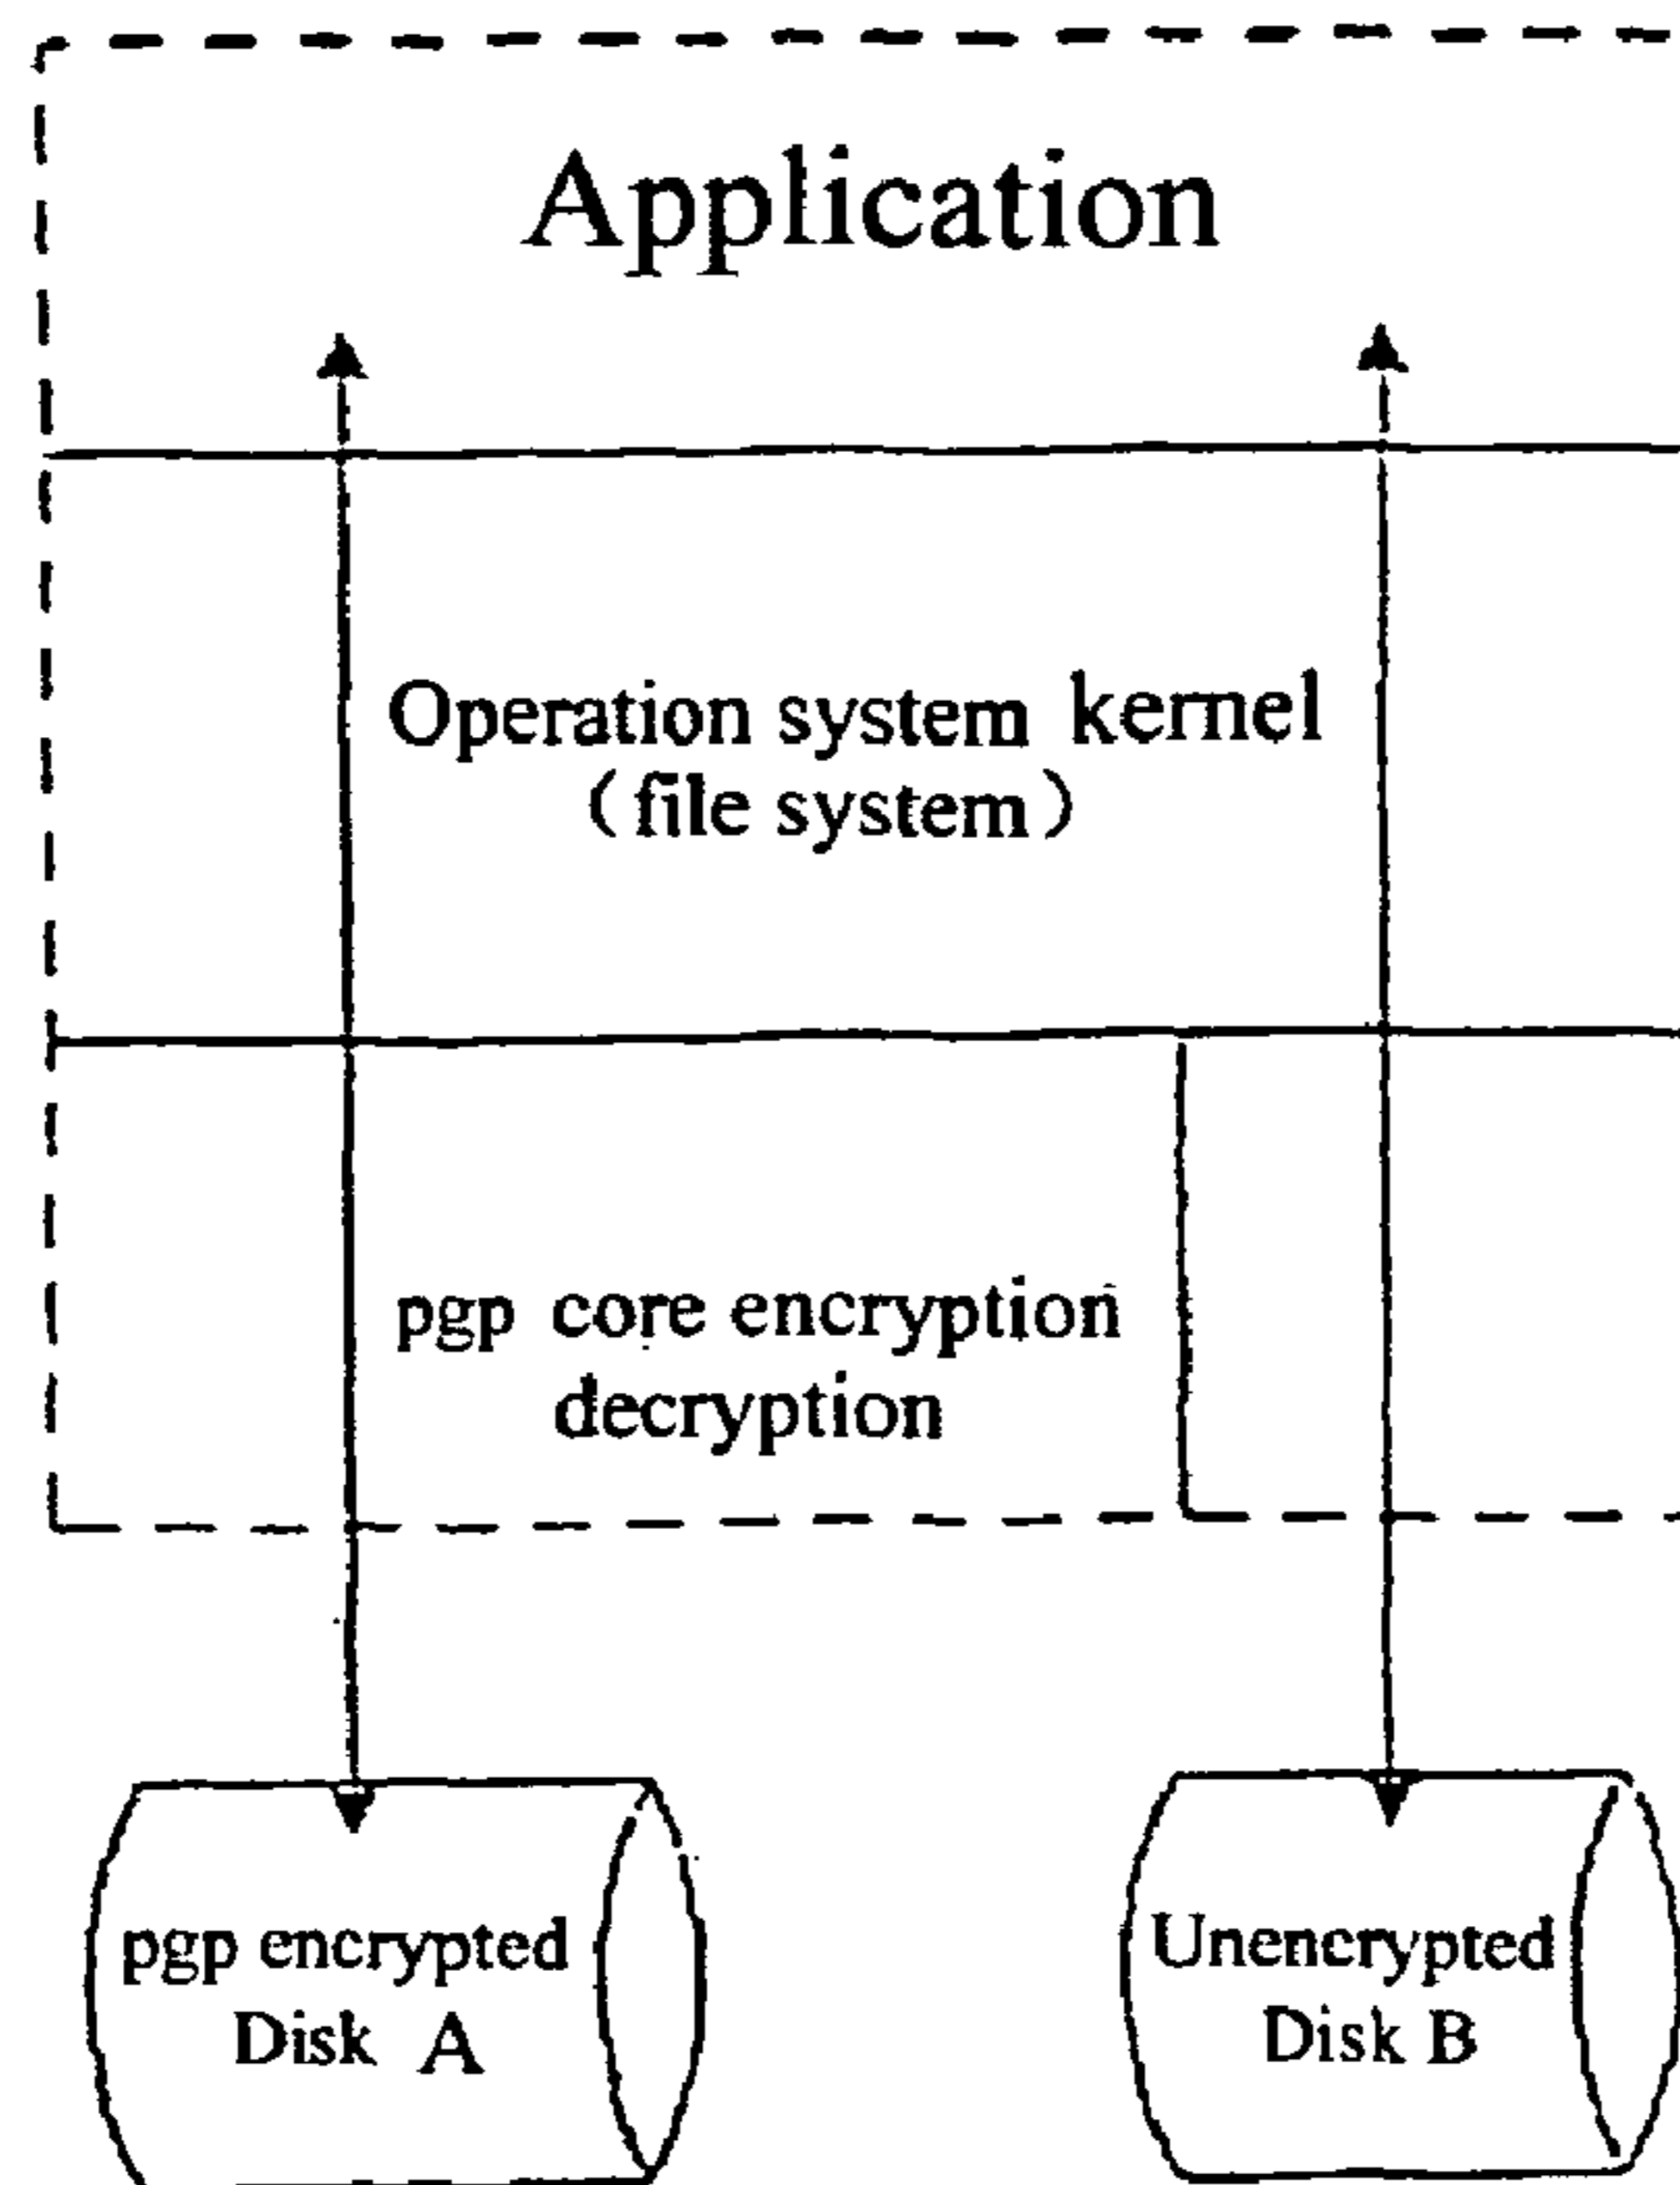 Application
Operation system kernel
(file system)
pgp core encryption
decryption
pgp encrypted
Disk A
Unencrypted
Disk B